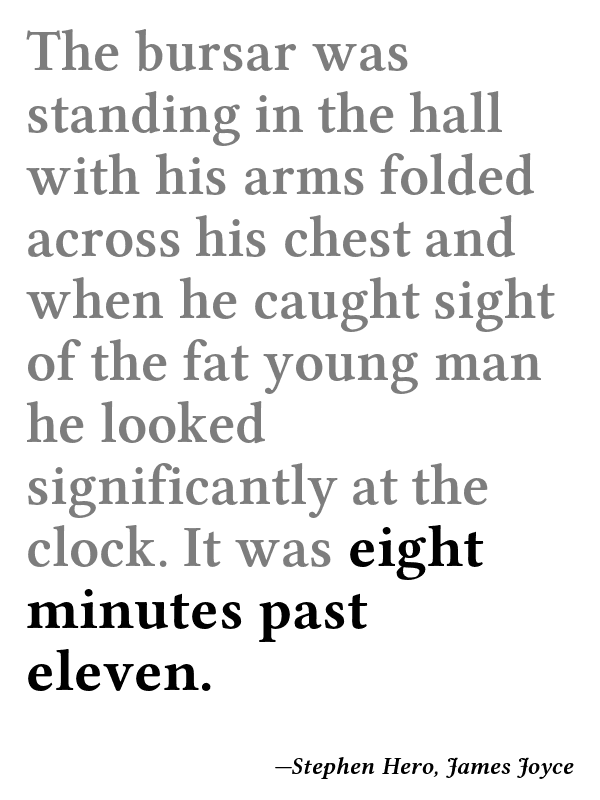 The bursar was
standing in the hall
with his arms folded
across his chest and
when he caught sight
of the fat young man
he looked
significantly at the
clock. It was eight
minutes past
eleven.
—Stephen Hero, James Joyce